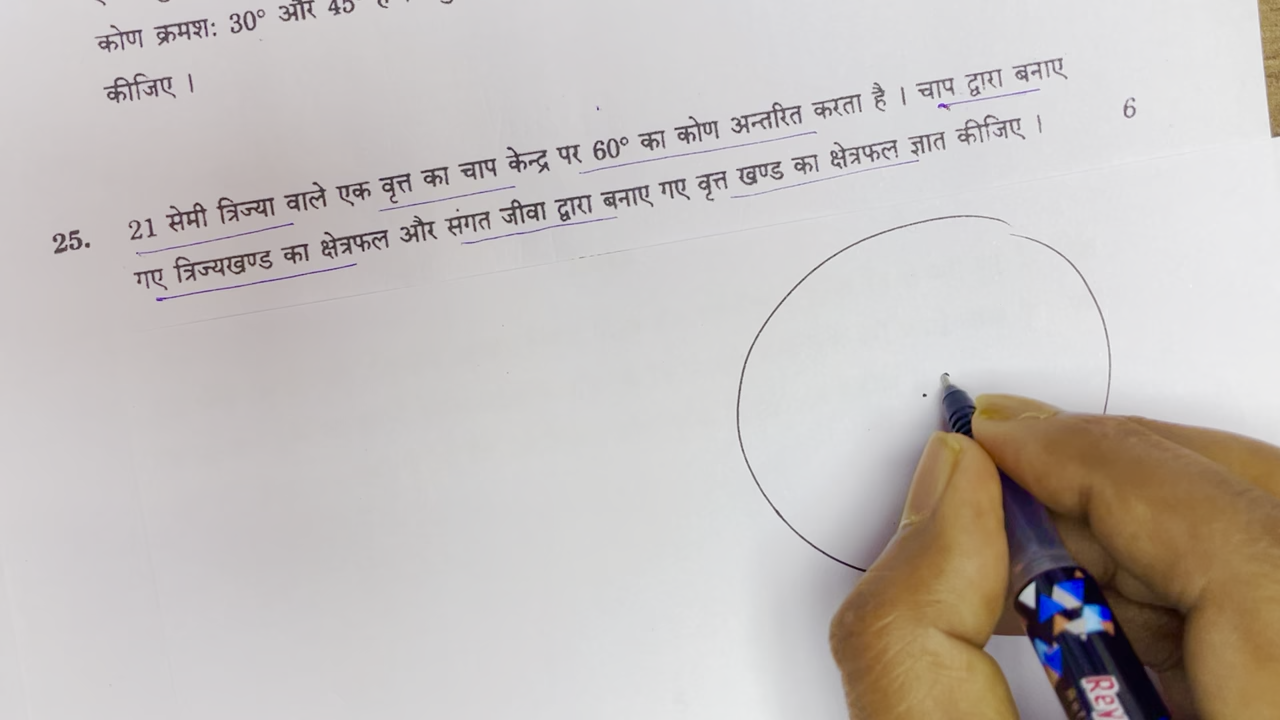 कोण क्रमश: 30° और 45°
कीजिए ।
25. 21 सेमी त्रिज्या वाले एक वृत्त का चाप केन्द्र पर 60° का कोण अन्तरित करता है । चाप द्वारा बनाए
गए त्रिज्यखण्ड का क्षेत्रफल और संगत जीवा द्वारा बनाए गए वृत्त खण्ड का क्षेत्रफल ज्ञात कीजिए । 6